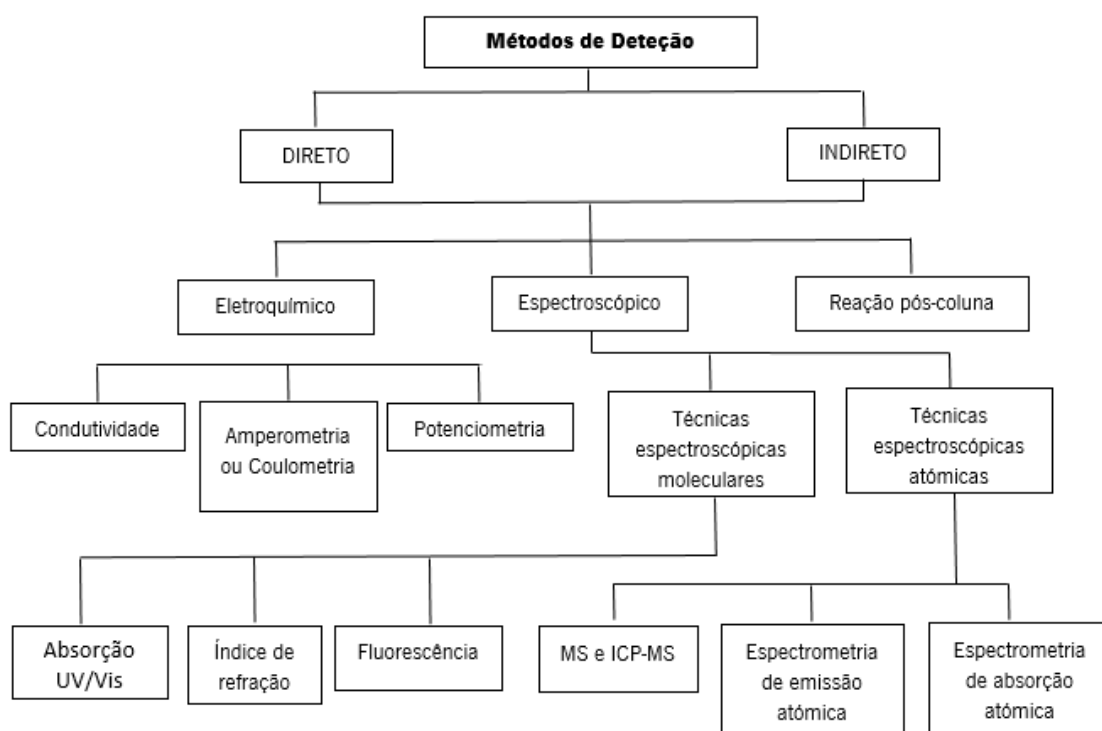 Métodos de Deteção
DIRETO
INDIRETO
Eletroquímico
Espectroscópico
Reação pós-coluna
Condutividade
Amperometria
ou Coulometria
Potenciometria
Técnicas
espectroscópicas
moleculares
Técnicas
espectroscópicas
atómicas
Absorção
UV/Vis
Índice de
refração
Fluorescência
MS e ICP-MS
Espectrometria
de emissão
atómica
Espectrometria
de absorção
atómica